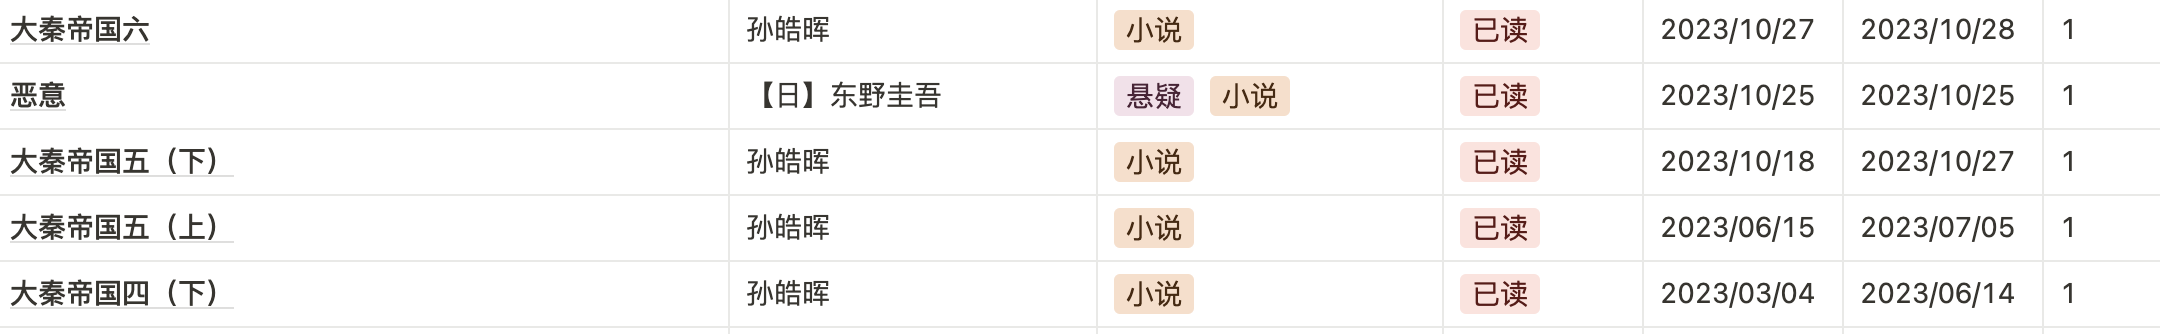 大秦帝国六 孙皓晖 小说 已读 2023/10/27 2023/10/28 1
恶意 【日】东野圭吾 悬疑 小说 已读 2023/10/25 2023/10/25 1
大秦帝国五（下） 孙皓晖 小说 已读 2023/10/18 2023/10/27 1
大秦帝国五（上） 孙皓晖 小说 已读 2023/06/15 2023/07/05 1
大秦帝国四（下） 孙皓晖 小说 已读 2023/03/04 2023/06/14 1